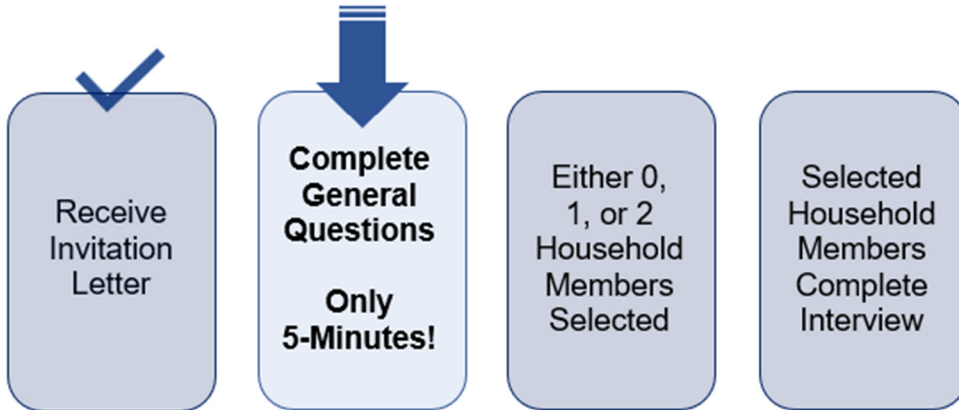 Receive
Invitation
Letter
Complete
General
Questions
Only
5-Minutes!
Either 0,
1, or 2
Household
Members
Selected
Selected
Household
Members
Complete
Interview